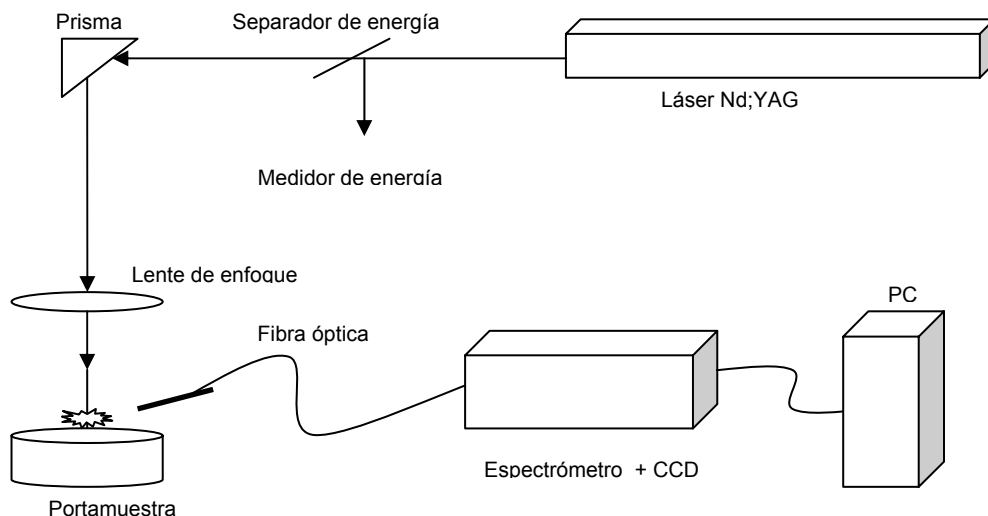 Prisma
Separador de energía
Láser Nd;YAG
Medidor de energía
Lente de enfoque
PC
Fibra óptica
Espectrómetro + CCD
Portamuestra